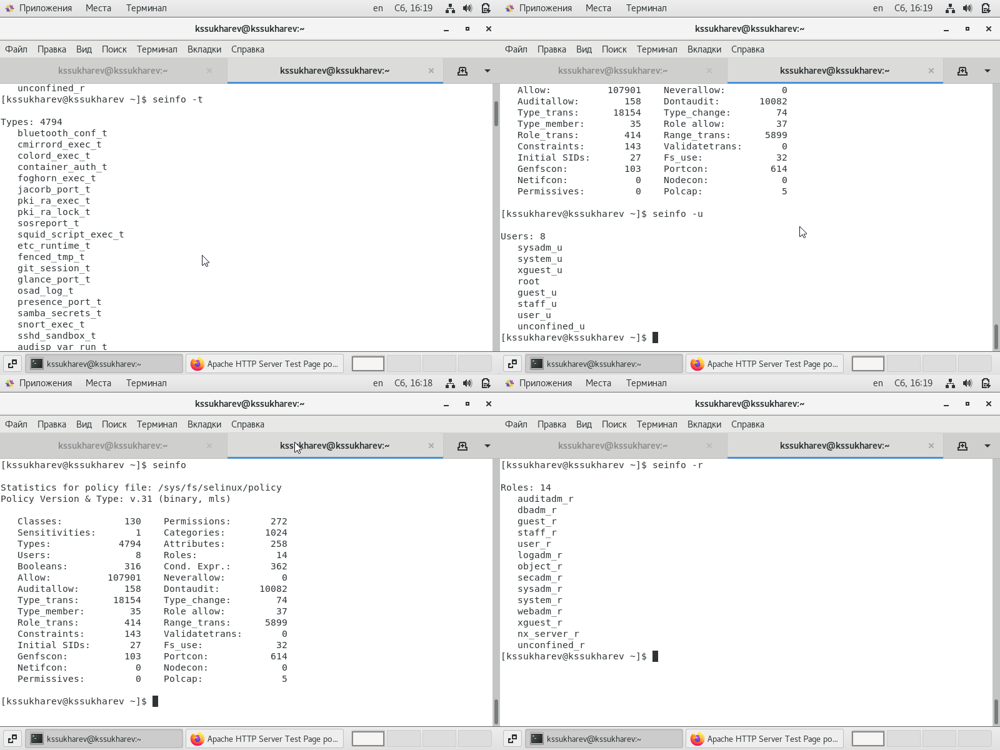 Приложения Места Терминал en Сб, 16:19
kssukharev@kssukharev:~
Файл Правка Вид Поиск Терминал Вкладки Справка
kssukharev@kssukharev:~ kssukharev@kssukharev:~
unconfined_r
[kssukharev@kssukharev ~]$ seinfo -t
Types: 4794
bluetooth_conf_t
cmirrord_exec_t
colord_exec_t
container_auth_t
foghorn_exec_t
jacorb_port_t
pki_ra_exec_t
pki_ra_lock_t
sosreport_t
squid_script_exec_t
etc_runtime_t
fenced_tmp_t
git_session_t
glance_port_t
osad_log_t
presence_port_t
samba_secrets_t
snort_exec_t
sshd_sandbox_t
audisp_var_run_t
kssukharev@kssukharev:~ Apache HTTP Server Test Page po...
Приложения Места Терминал en Сб, 16:19
kssukharev@kssukharev:~
Файл Правка Вид Поиск Терминал Вкладки Справка
kssukharev@kssukharev:~ kssukharev@kssukharev:~
Allow: 107901 Neverallow: 0
Auditallow: 158 Dontaudit: 10082
Type_trans: 18154 Type_change: 74
Type_member: 35 Role allow: 37
Role_trans: 414 Range_trans: 5899
Constraints: 143 Validatetrans: 0
Initial SIDs: 27 Fs_use: 32
Genfscon: 103 Portcon: 614
Netifcon: 0 Nodecon: 0
Permissives: 0 Polcap: 5
[kssukharev@kssukharev ~]$ seinfo -u
Users: 8
sysadm_u
system_u
xguest_u
root
guest_u
staff_u
user_u
unconfined_u
[kssukharev@kssukharev ~]$
kssukharev@kssukharev:~ Apache HTTP Server Test Page po...
Приложения Места Терминал en Сб, 16:18
kssukharev@kssukharev:~
Файл Правка Вид Поиск Терминал Вкладки Справка
kssukharev@kssukharev:~ kssukharev@kssukharev:~
[kssukharev@kssukharev ~]$ seinfo
Statistics for policy file: /sys/fs/selinux/policy
Policy Version & Type: v.31 (binary, mls)
Classes: 130 Permissions: 272
Sensitivities: 1 Categories: 1024
Types: 4794 Attributes: 258
Users: 8 Roles: 14
Booleans: 316 Cond. Expr.: 362
Allow: 107901 Neverallow: 0
Auditallow: 158 Dontaudit: 10082
Type_trans: 18154 Type_change: 74
Type_member: 35 Role allow: 37
Role_trans: 414 Range_trans: 5899
Constraints: 143 Validatetrans: 0
Initial SIDs: 27 Fs_use: 32
Genfscon: 103 Portcon: 614
Netifcon: 0 Nodecon: 0
Permissives: 0 Polcap: 5
[kssukharev@kssukharev ~]$
kssukharev@kssukharev:~ Apache HTTP Server Test Page po...
Приложения Места Терминал en Сб, 16:19
kssukharev@kssukharev:~
Файл Правка Вид Поиск Терминал Вкладки Справка
kssukharev@kssukharev:~ kssukharev@kssukharev:~
[kssukharev@kssukharev ~]$ seinfo -r
Roles: 14
auditadm_r
dbadm_r
guest_r
staff_r
user_r
logadm_r
object_r
secadm_r
sysadm_r
system_r
webadm_r
xguest_r
nx_server_r
unconfined_r
[kssukharev@kssukharev ~]$
kssukharev@kssukharev:~ Apache HTTP Server Test Page po...